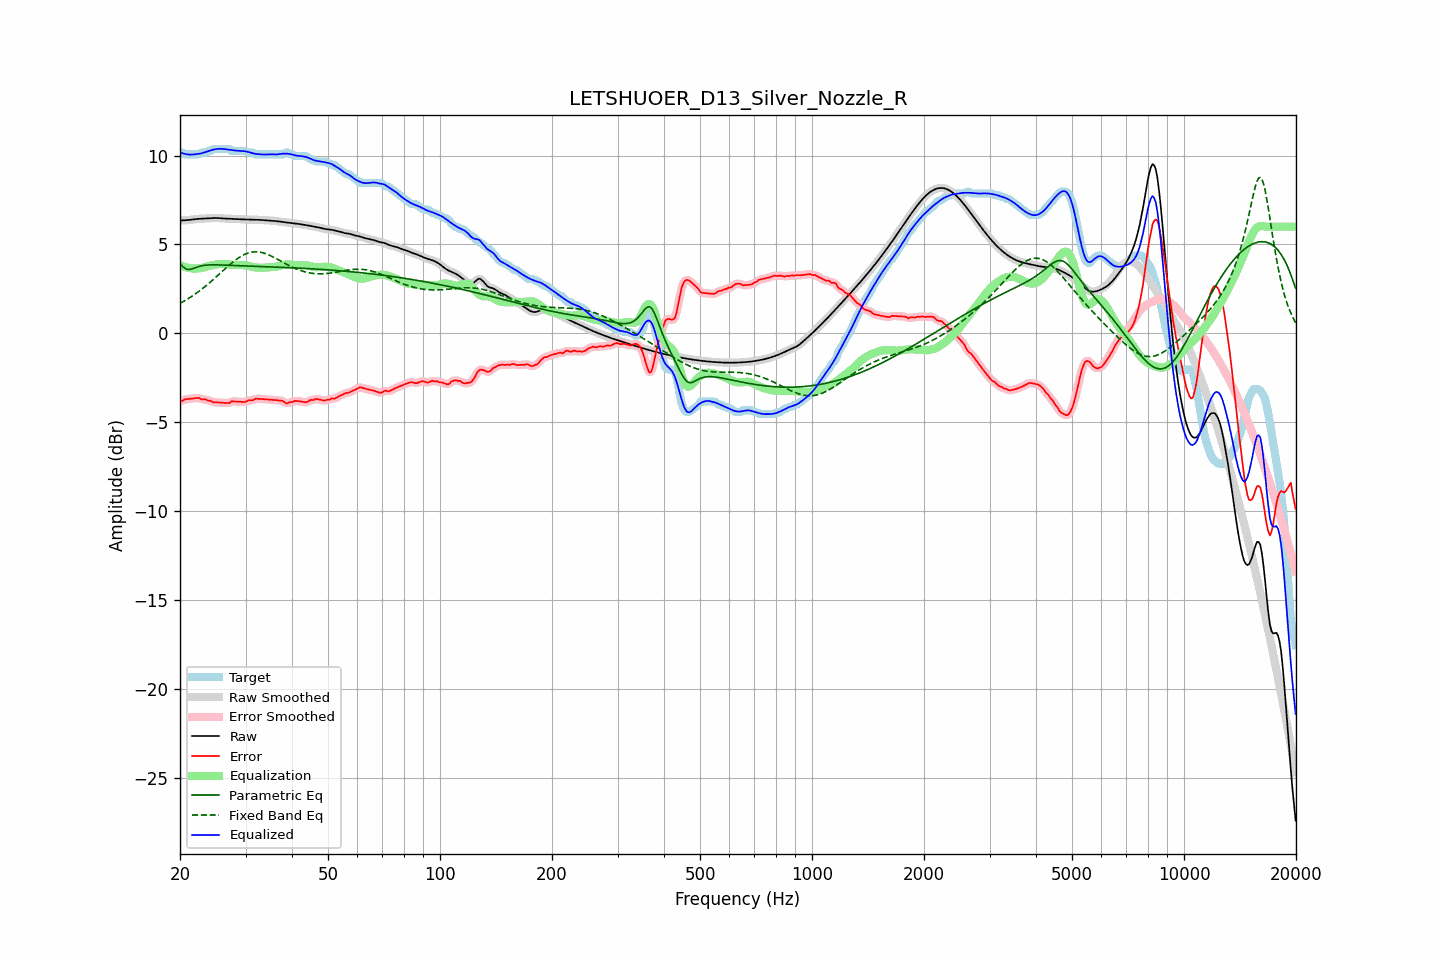 LETSHUOER_D13_Silver_Nozzle_R
10
5
0
−5
−10
−15
−20
−25
Amplitude (dBr)
Target
Raw Smoothed
Error Smoothed
Raw
Error
Equalization
Parametric Eq
Fixed Band Eq
Equalized
20 50 100 200 500 1000 2000 5000 10000 20000
Frequency (Hz)